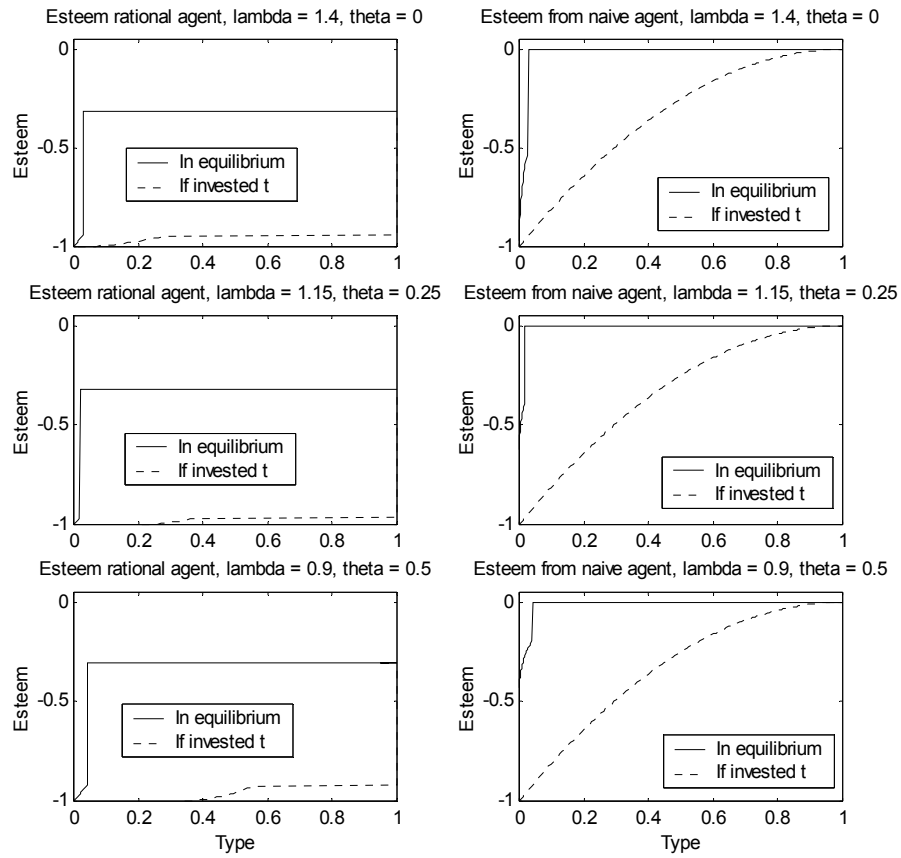 Esteem rational agent, lambda = 1.4, theta = 0
Esteem from naive agent, lambda = 1.4, theta = 0
0
-0.5
-1
Esteem
In equilibrium
If invested t
0 0.2 0.4 0.6 0.8 1
0
-0.5
-1
Esteem
In equilibrium
If invested t
0 0.2 0.4 0.6 0.8 1
Esteem rational agent, lambda = 1.15, theta = 0.25
Esteem from naive agent, lambda = 1.15, theta = 0.25
0
-0.5
-1
Esteem
In equilibrium
If invested t
0 0.2 0.4 0.6 0.8 1
0
-0.5
-1
Esteem
In equilibrium
If invested t
0 0.2 0.4 0.6 0.8 1
Esteem rational agent, lambda = 0.9, theta = 0.5
Esteem from naive agent, lambda = 0.9, theta = 0.5
0
-0.5
-1
Esteem
In equilibrium
If invested t
0 0.2 0.4 0.6 0.8 1
Type
0
-0.5
-1
Esteem
In equilibrium
If invested t
0 0.2 0.4 0.6 0.8 1
Type